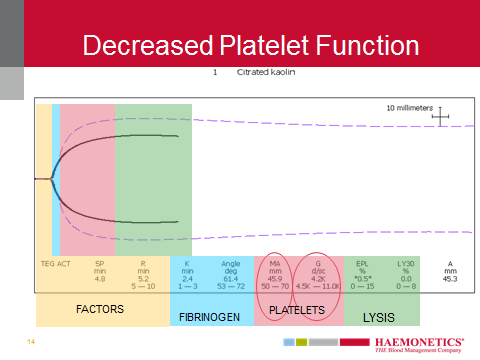 Decreased Platelet Function
1 Citrated kaolin
10 millimeters
TEG ACT SP R K Angle MA G EPL LY30 A
min min min deg mm d/sc % % mm
4.8 5.2 2.4 61.4 45.9 4.2K *0.5* 0.0 45.3
5 — 10 1 — 3 53 — 72 50 — 70 4.5K — 11.0K 0 — 15 0 — 8
FACTORS FIBRINOGEN PLATELETS LYSIS
14
HAEMONETICS®
THE Blood Management Company